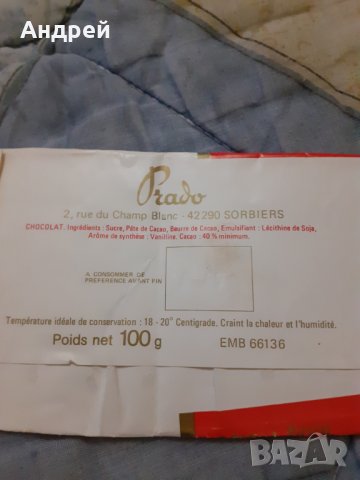 Андрей
Prado
2, rue du Champ Blanc - 42290 SORBIERS
CHOCOLAT. Ingrédients : Sucre, Pâte de Cacao, Beurre de Cacao, Emulsifiant : Lécithine de Soja,
Arôme de synthèse : Vanilline. Cacao : 40 % minimum.
A CONSOMMER DE
PREFERENCE AVANT FIN
Température idéale de conservation : 18 - 20° Centigrade. Craint la chaleur et l'humidité.
Poids net 100 g EMB 66136
BAZAR